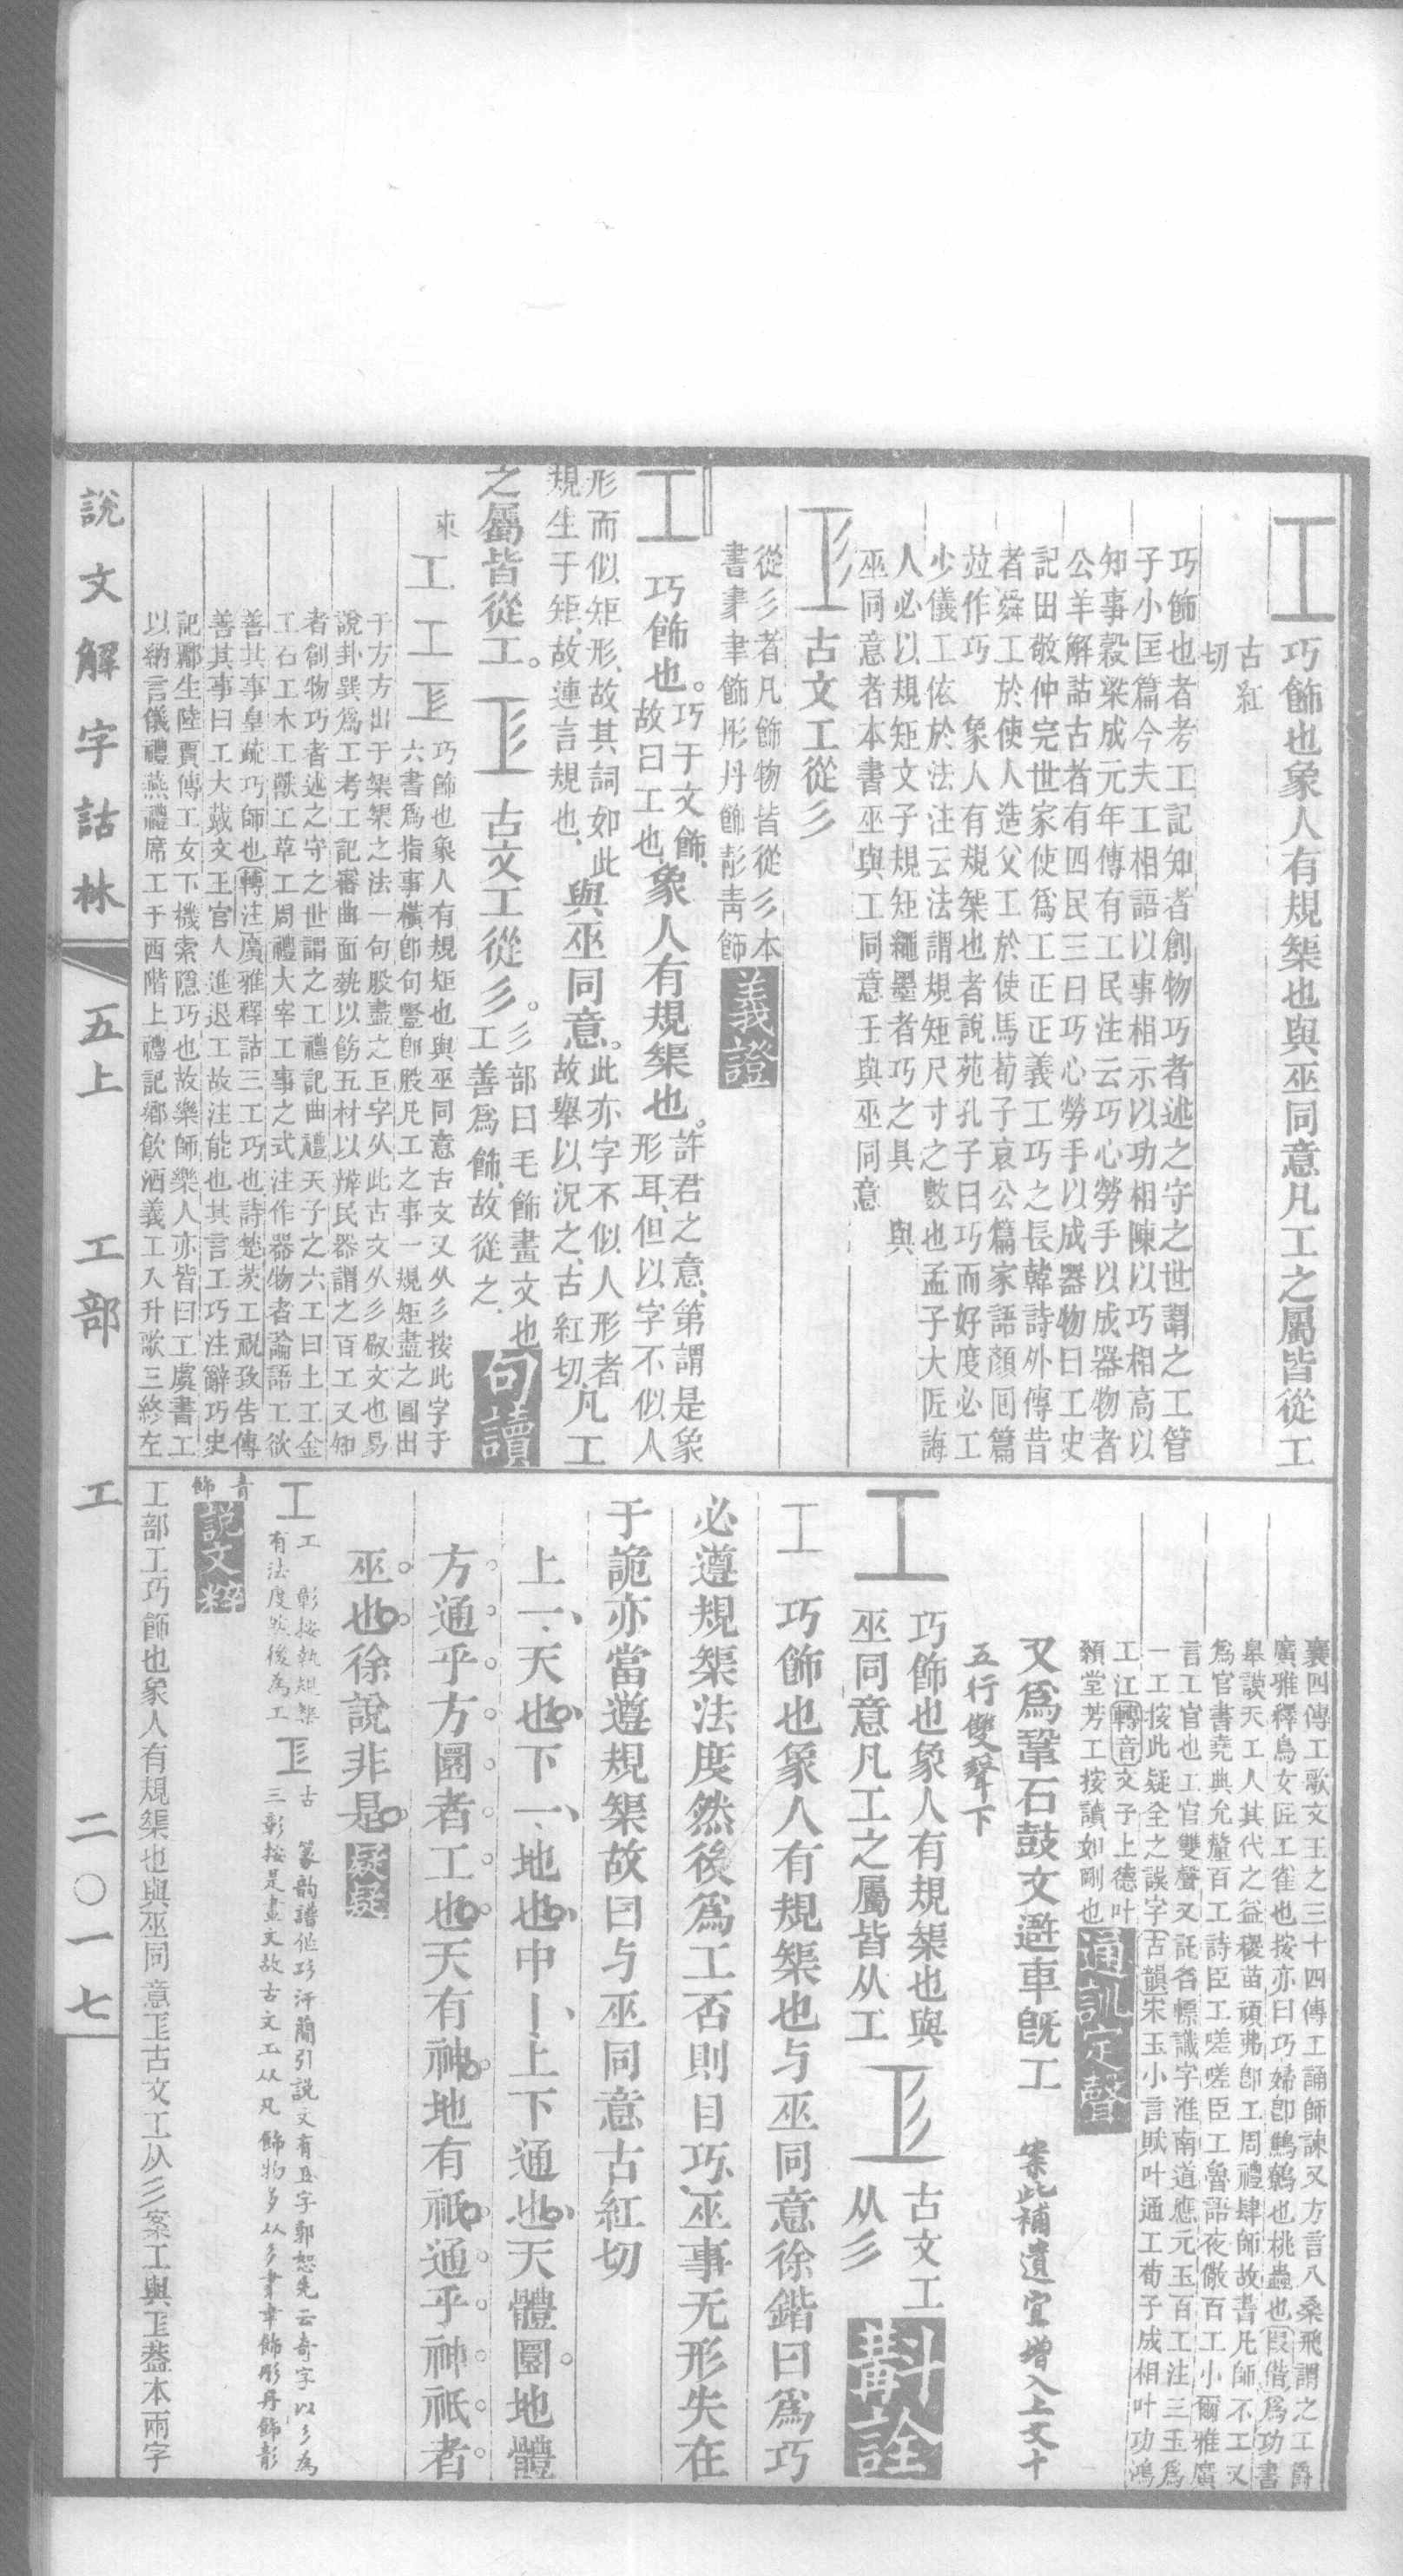 工 巧飾也象人有規榘也與巫同意凡工之屬皆從工
古紅
切
巧飾也者考工記知者創物巧者述之守之世謂之工管
子小匡篇今夫工相語以事相示以功相陳以巧相高以
知事穀梁成元年傳有工民注云巧心勞手以成器物者
公羊解詁古者有四民三曰巧心勞手以成器物曰工史
記田敬仲完世家使爲工正正義工巧之長韓詩外傳昔
者舜工於使人造父工於使馬荀子哀公篇家語顏回篇
竝作巧 象人有規榘也者說苑孔子曰巧而好度必工
少儀工依於法注云法謂規矩尺寸之數也孟子大匠誨
人必以規矩文子規矩繩墨者巧之具 與
巫同意者本書巫與工同意壬與巫同意
古文工從彡
從彡者凡飾物皆從彡本
書聿聿飾彤丹飾彰靑飾
義證
工 巧飾也。巧于文飾、
故曰工也、
象人有規榘也。許君之意、第謂是象
形耳、但以字不似人
形而似矩形、故其詞如此、
規生于矩、故連言規也、
與巫同意。此亦字不似人形者、
故舉以況之、古紅切、
凡工
之屬皆從工。 古文工從彡。彡部曰毛飾畫文也
工善爲飾、故從之、
句讀
東
工 工
巧飾也象人有規矩也與巫同意古文又从彡按此字于
六書爲指事橫卽句豎卽股凡工之事一規矩盡之圓出
于方方出于榘榘之法一句股盡之巨字从此古文从彡㣇文也易
說卦巽爲工考工記審曲面埶以飭五材以辨民器謂之百工又知
者創物巧者述之守之世謂之工禮記曲禮天子之六工曰土工金
工石工木工獸工草工周禮大宰工事之式注作器物者論語工欲
善其事皇疏巧師也轉注廣雅釋詁三工巧也詩楚茨工祝致告傳
善其事曰工大戴文王官人進退工故注能也其言工巧注辭巧史
記酈生陸賈傳工女下機索隱巧也故樂師樂人亦皆曰工虞書工
以納言儀禮燕禮席工于西階上禮記鄉飲酒義工入升歌三終左
襄四傳工歌文王之三十四傳工誦師諫又方言八桑飛謂之工爵
廣雅釋鳥女匠工雀也按亦曰巧婦卽鷦鷯也桃蟲也叚借爲功書
皋謨天工人其代之益稷苗頑弗卽工周禮肆師故書凡師不工又
爲官書堯典允釐百工詩臣工嗟嗟臣工魯語夜儆百工小爾雅廣
言工官也工官雙聲又託名幖識字淮南道應元玉百工注三玉爲
一工按此疑全之誤字古韻宋玉小言賦叶通工荀子成相叶功鴻
工江轉音文子上德叶
穎堂芳工按讀如剛也
通訓定聲
又爲鞏石鼓文遊車旣工 案此補遺宜增入上文十
五行雙聲下
工 巧飾也象人有規榘也與
巫同意凡工之屬皆从工
古文工
从彡
斠詮
工 巧飾也象人有規榘也与巫同意徐鍇曰爲巧
必遵規榘法度然後爲工否則目巧、巫事无形失在
于詭亦當遵規榘故曰与巫同意古紅切
上一、天也。下一、地也。中丨、上下通也。天體圜。地體
方。通乎方圜者工也。天有神。地有祇。通乎神祇者
巫也。徐說非是。疑疑
工 工 彰按執規榘
有法度然後為工
古 篆韵譜作巧汗簡引說文有
三彰按是畫文故古文工从凡飾物多从彡
青
飾
說文粹
工部工巧飾也象人有規榘也與巫同意古文工从彡案工與葢本兩字
說文解字詁林 五上 工部 工 二〇一七